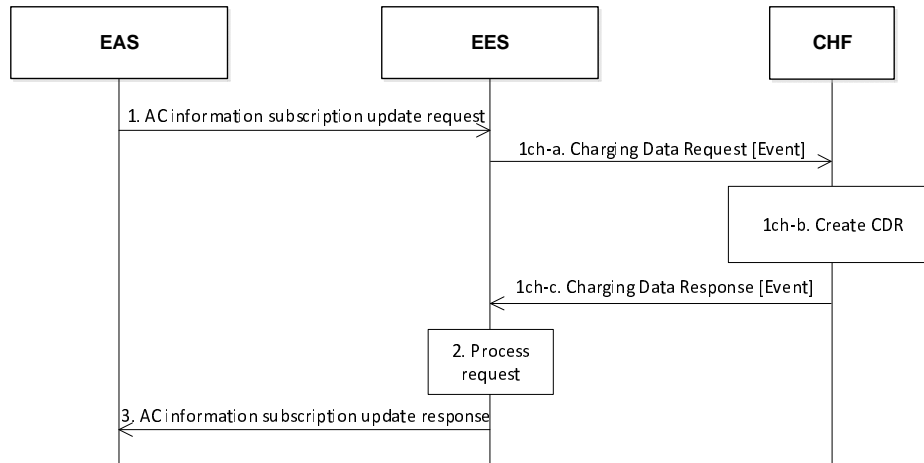 EAS
EES
CHF
1. AC information subscription update request
1ch-a. Charging Data Request [Event]
1ch-b. Create CDR
1ch-c. Charging Data Response [Event]
2. Process
request
3. AC information subscription update response